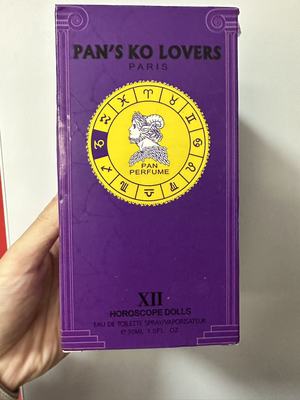 PAN'S KO LOVERS
PARIS
PAN
PERFUME
XII
HOROSCOPE DOLLS
EAU DE TOILETTE SPRAY/VAPORISATEUR